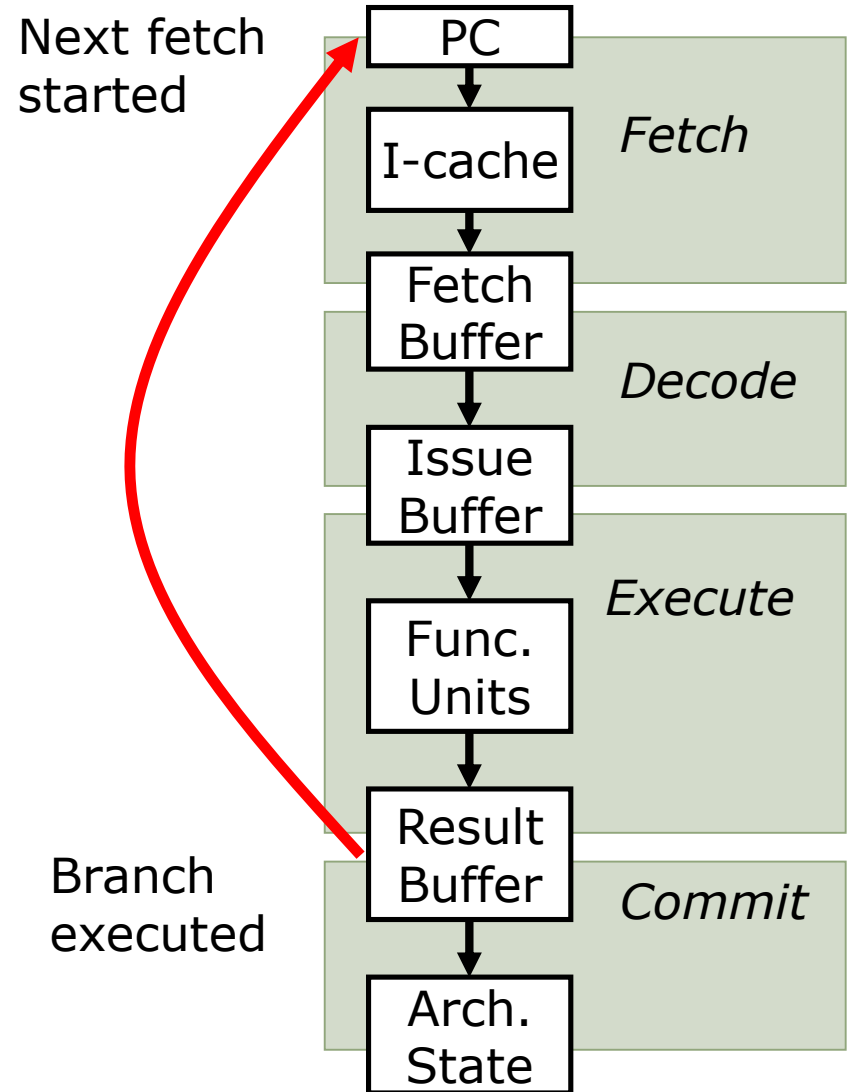 Next fetch
started
PC
Fetch
I-cache
Fetch
Buffer
Decode
Issue
Buffer
Execute
Func.
Units
Result
Buffer
Branch
executed
Commit
Arch.
State